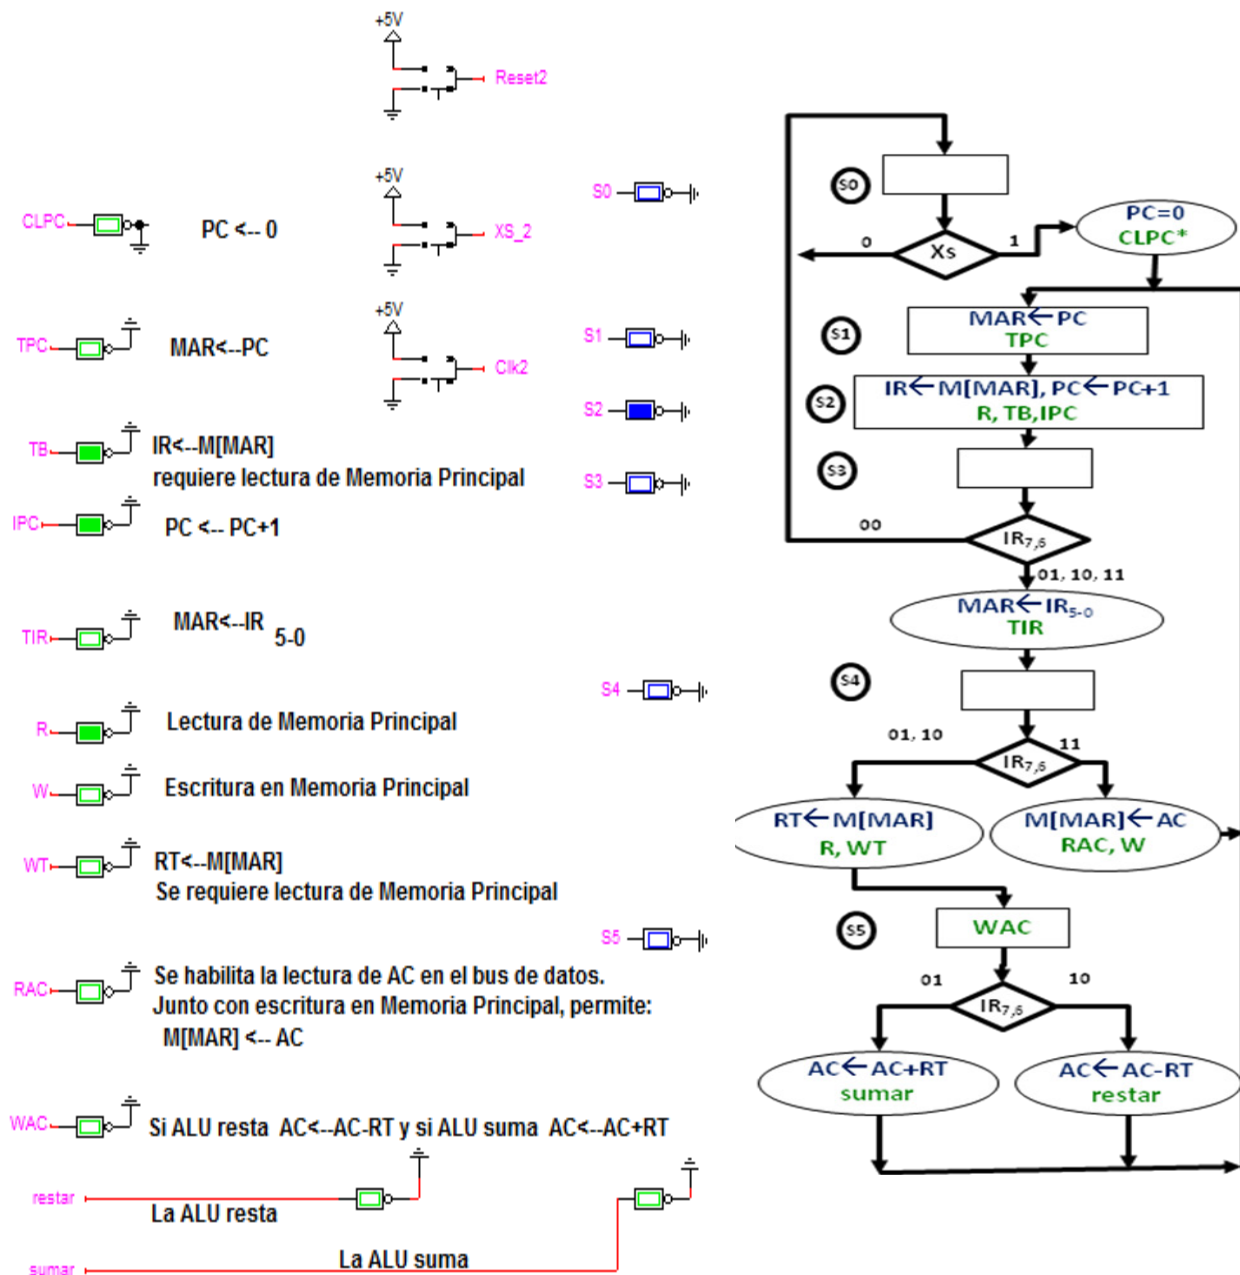 +5V
Reset2
+5V
S0
CLPC
PC <-- 0
XS_2
+5V
TPC
MAR<--PC
Clk2
S1
S2
TB
IR<--M[MAR]
requiere lectura de Memoria Principal
S3
IPC
PC <-- PC+1
TIR
MAR<--IR 5-0
S4
R
Lectura de Memoria Principal
W
Escritura en Memoria Principal
WT
RT<--M[MAR]
Se requiere lectura de Memoria Principal
S5
RAC
Se habilita la lectura de AC en el bus de datos.
Junto con escritura en Memoria Principal, permite:
M[MAR] <-- AC
WAC
Si ALU resta AC<--AC-RT y si ALU suma AC<--AC+RT
restar
La ALU resta
La ALU suma
sumar
S0
PC=0
CLPC*
0
Xs
1
S1
MAR←PC
TPC
S2
IR←M[MAR], PC←PC+1
R, TB,IPC
S3
00
IR7,6
01, 10, 11
MAR←IR5-0
TIR
S4
01, 10
IR7,6
11
RT←M[MAR]
R, WT
M[MAR]←AC
RAC, W
S5
WAC
01
IR7,6
10
AC←AC+RT
sumar
AC←AC-RT
restar